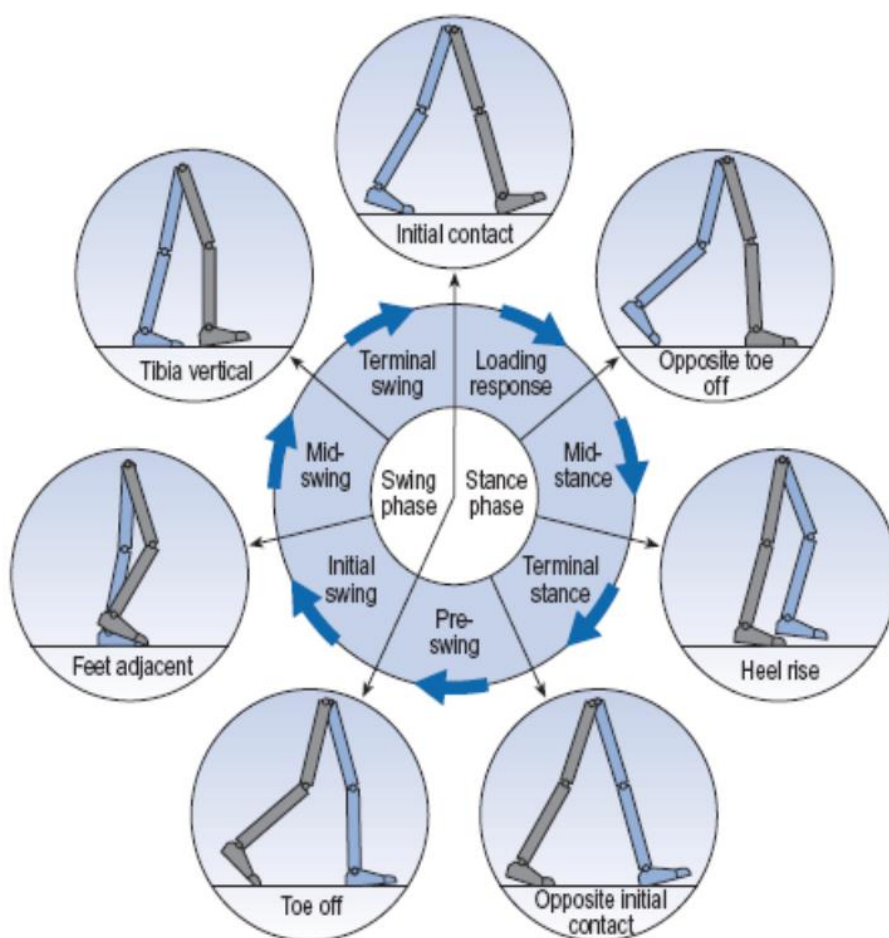 Initial contact
Opposite toe
off
Heel rise
Opposite initial
contact
Toe off
Feet adjacent
Tibia vertical
Loading
response
Mid-
stance
Terminal
stance
Pre-
swing
Initial
swing
Mid-
swing
Terminal
swing
Swing
phase
Stance
phase